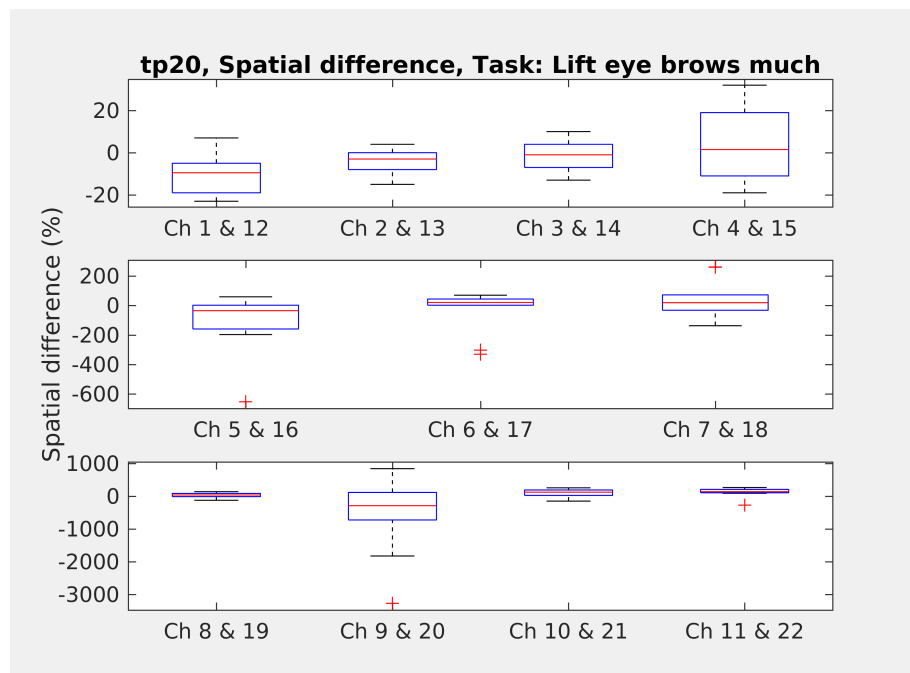 tp20, Spatial difference, Task: Lift eye brows much
20
0
-20
Ch 1 & 12 Ch 2 & 13 Ch 3 & 14 Ch 4 & 15
Spatial difference (%)
200
0
-200
-400
-600
Ch 5 & 16 Ch 6 & 17 Ch 7 & 18
1000
0
-1000
-2000
-3000
Ch 8 & 19 Ch 9 & 20 Ch 10 & 21 Ch 11 & 22